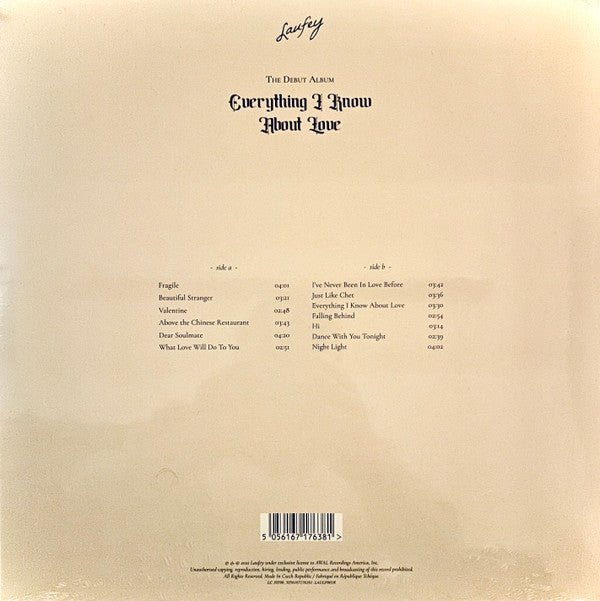 Laufey
The Debut Album
Everything I Know
About Love
- side a -
Fragile 04:01
Beautiful Stranger 03:21
Valentine 02:48
Above the Chinese Restaurant 03:43
Dear Soulmate 04:20
What Love Will Do To You 02:51
- side b -
I've Never Been In Love Before 03:42
Just Like Chet 03:36
Everything I Know About Love 03:30
Falling Behind 02:54
Hi 03:14
Dance With You Tonight 02:39
Night Light 04:02
5 056167 176381 >
℗ & © 2022 Laufey under exclusive license to AWAL Recordings America, Inc.
Unauthorised copying, reproduction, hiring, lending, public performance and broadcasting of this record prohibited.
All Rights Reserved. Made In Czech Republic / Fabriqué en République Tchèque.